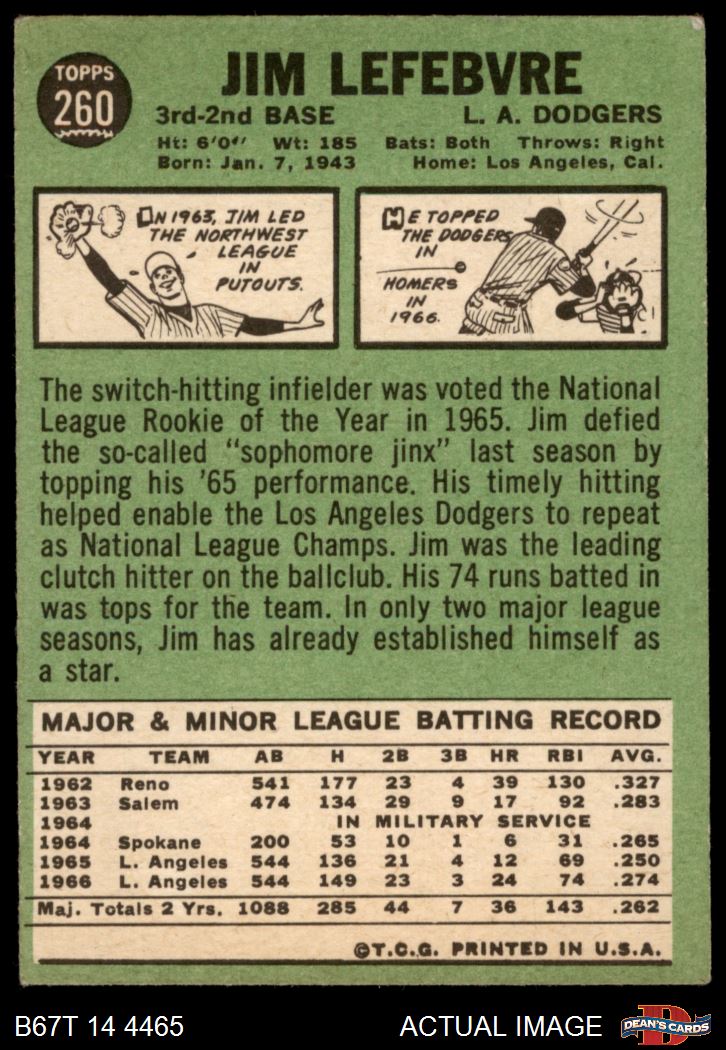 TOPPS
260
JIM LEFEBVRE
3rd-2nd BASE L. A. DODGERS
Ht: 6'0" Wt: 185 Bats: Both Throws: Right
Born: Jan. 7, 1943 Home: Los Angeles, Cal.
IN 1963, JIM LED
THE NORTHWEST
LEAGUE
IN
PUTOUTS.
HE TOPPED
THE DODGERS
IN
HOMERS
IN
1966.
The switch-hitting infielder was voted the National
League Rookie of the Year in 1965. Jim defied
the so-called "sophomore jinx" last season by
topping his '65 performance. His timely hitting
helped enable the Los Angeles Dodgers to repeat
as National League Champs. Jim was the leading
clutch hitter on the ballclub. His 74 runs batted in
was tops for the team. In only two major league
seasons, Jim has already established himself as
a star.
MAJOR & MINOR LEAGUE BATTING RECORD
YEAR TEAM AB H 2B 3B HR RBI AVG.
1962 Reno 541 177 23 4 39 130 .327
1963 Salem 474 134 29 9 17 92 .283
1964 IN MILITARY SERVICE
1964 Spokane 200 53 10 1 6 31 .265
1965 L. Angeles 544 136 21 4 12 69 .250
1966 L. Angeles 544 149 23 3 24 74 .274
Maj. Totals 2 Yrs. 1088 285 44 7 36 143 .262
©T.C.G. PRINTED IN U.S.A.
B67T 14 4465 ACTUAL IMAGE
D
DEAN'S CARDS